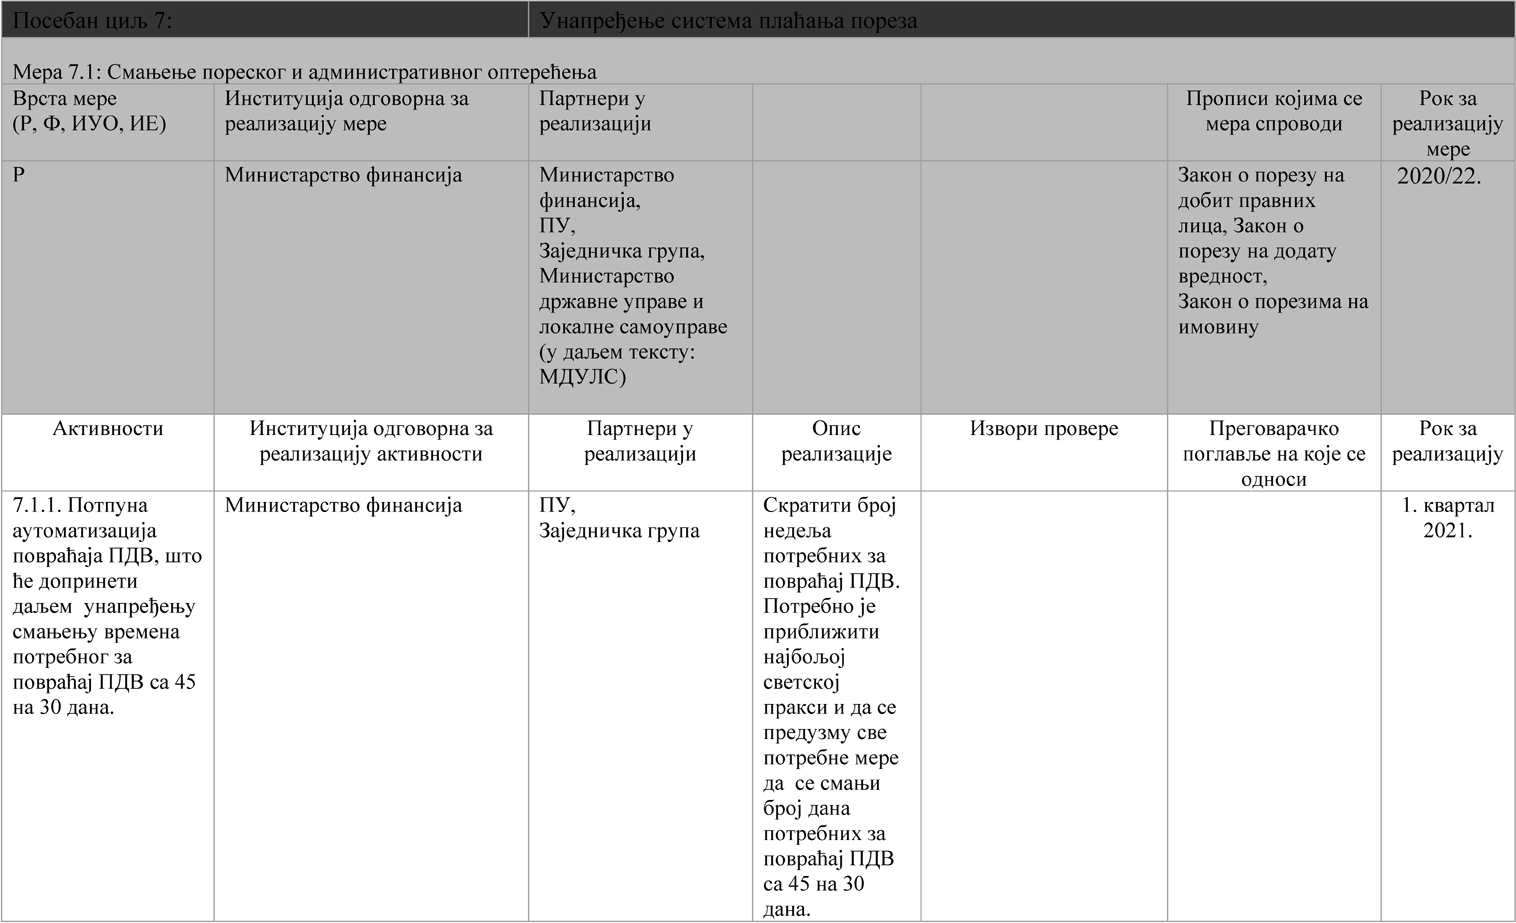 Посебан циљ 7:
Унапређење система плаћања пореза
Мера 7.1: Смањење пореског и административног оптерећења
Врста мере
(Р, Ф, ИУО, ИЕ)
Институција одговорна за
реализацију мере
Партнери у
реализацији
Прописи којима се
мера спроводи
Рок за
реализацију
мере
Р
Министарство финансија
Министарство
финансија,
ПУ,
Заједничка група,
Министарство
државне управе и
локалне самоуправе
(у даљем тексту:
МДУЛС)
Закон о порезу на
добит правних
лица, Закон о
порезу на додату
вредност,
Закон о порезима на
имовину
2020/22.
Активности
Институција одговорна за
реализацију активности
Партнери у
реализацији
Опис
реализације
Извори провере
Преговарачко
поглавље на које се
односи
Рок за
реализацију
7.1.1. Потпуна
аутоматизација
повраћаја ПДВ, што
ће допринети
даљем  унапређењу
смањењу времена
потребног за
повраћај ПДВ са 45
на 30 дана.
Министарство финансија
ПУ,
Заједничка група
Скратити број
недеља
потребних за
повраћај ПДВ.
Потребно је
приближити
најбољој
светској
пракси и да се
предузму све
потребне мере
да  се смањи
број дана
потребних за
повраћај ПДВ
са 45 на 30
дана.
1. квартал
2021.